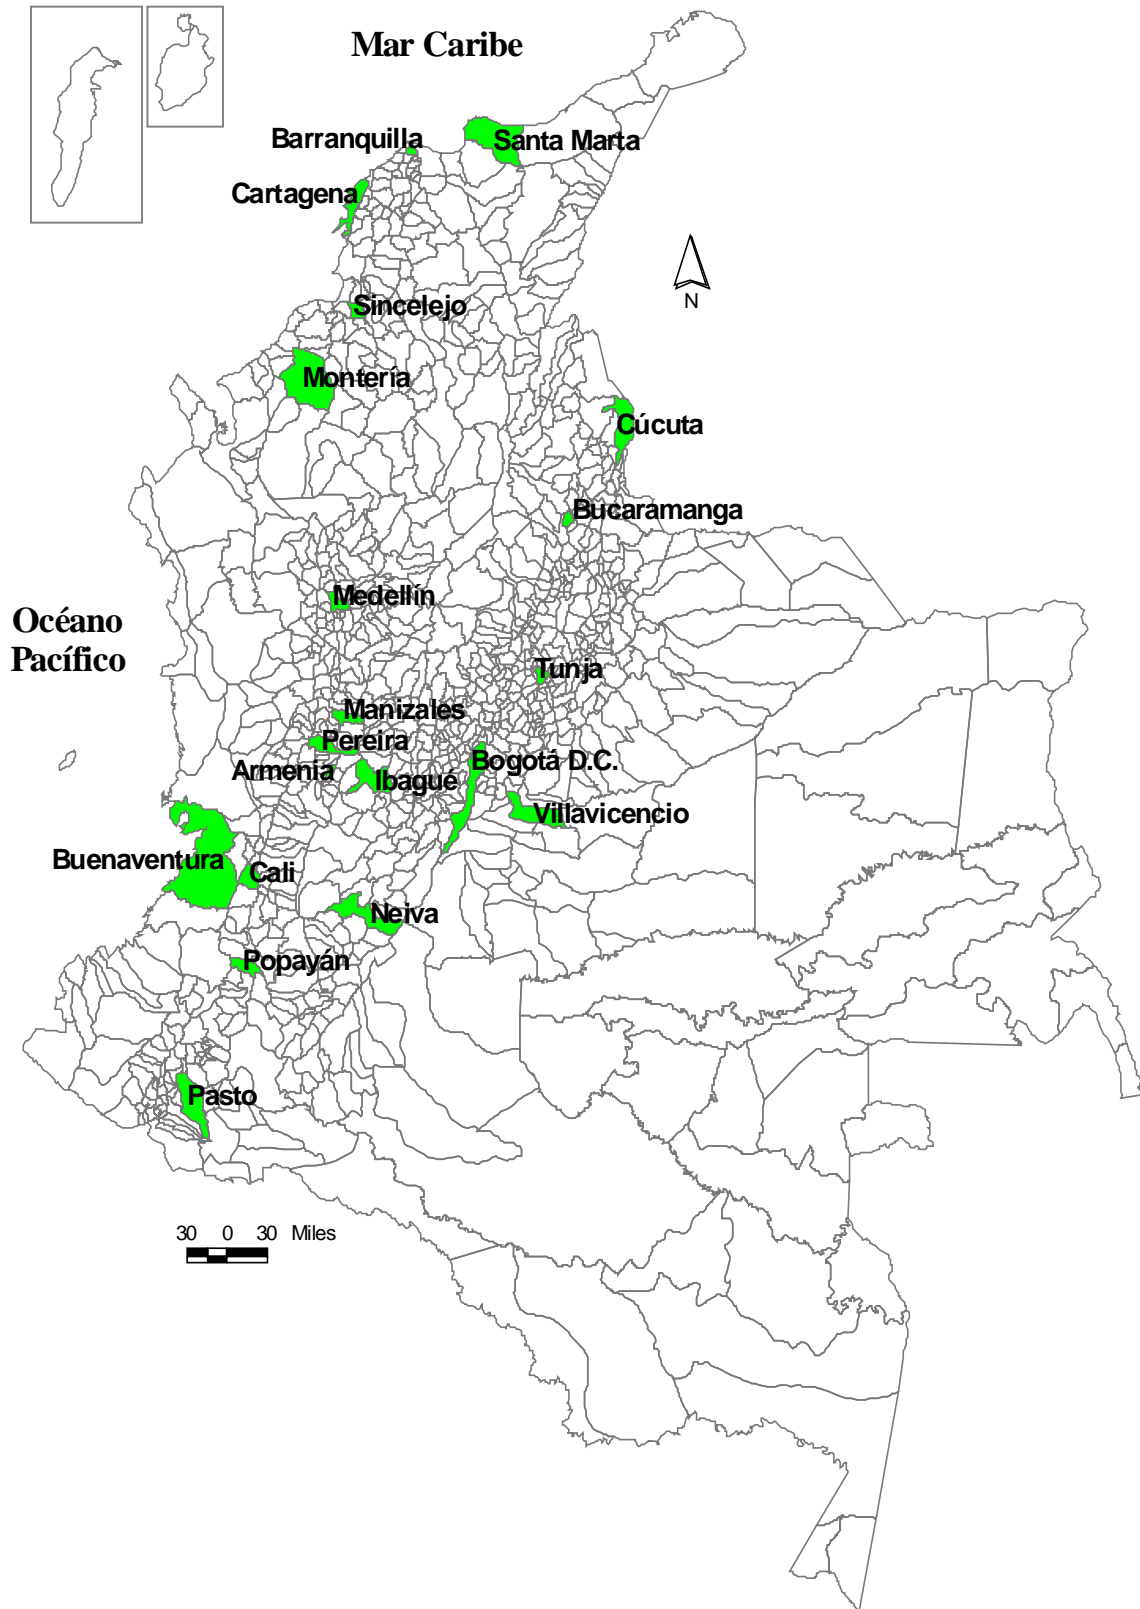 Mar Caribe
Barranquilla
Santa Marta
Cartagena
N
Sincelejo
Montería
Cúcuta
Bucaramanga
Medellín
Océano
Pacífico
Tunja
Manizales
Pereira
Bogotá D.C.
Armenia
Ibagué
Villavicencio
Buenaventura
Cali
Neiva
Popayán
Pasto
30 0 30 Miles